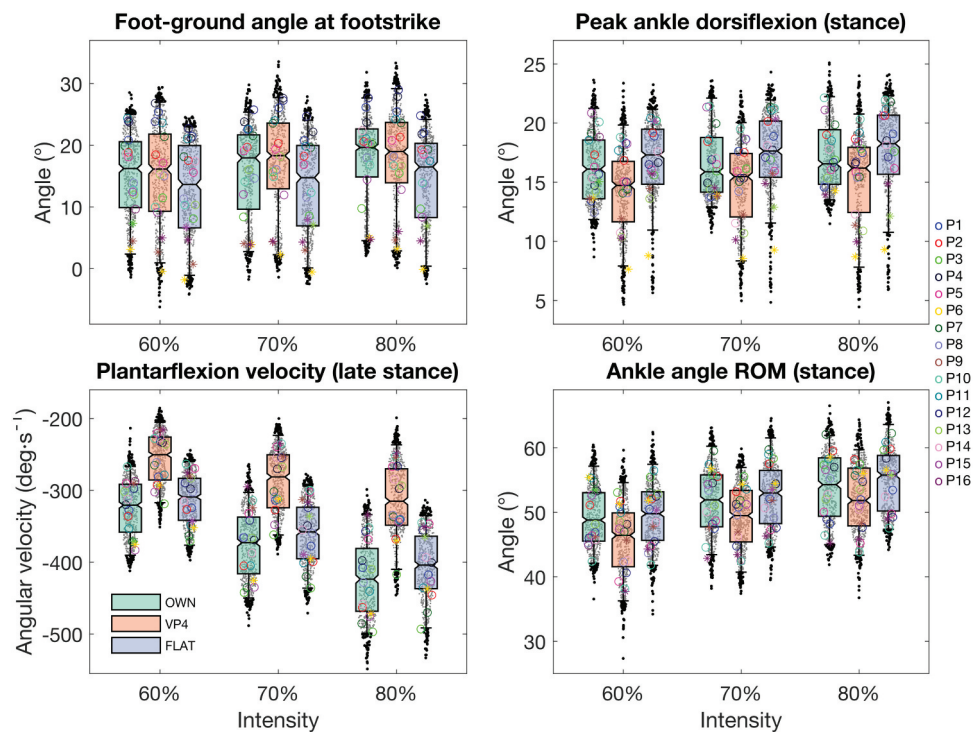 Foot-ground angle at footstrike
Angle (°)
30
20
10
0
60%
70%
80%
Peak ankle dorsiflexion (stance)
Angle (°)
25
20
15
10
5
60%
70%
80%
Plantarflexion velocity (late stance)
Angular velocity (deg·s⁻¹)
-200
-300
-400
-500
OWN
VP4
FLAT
60%
70%
80%
Intensity
Ankle angle ROM (stance)
Angle (°)
60
50
40
30
60%
70%
80%
Intensity
P1
P2
P3
P4
P5
P6
P7
P8
P9
P10
P11
P12
P13
P14
P15
P16